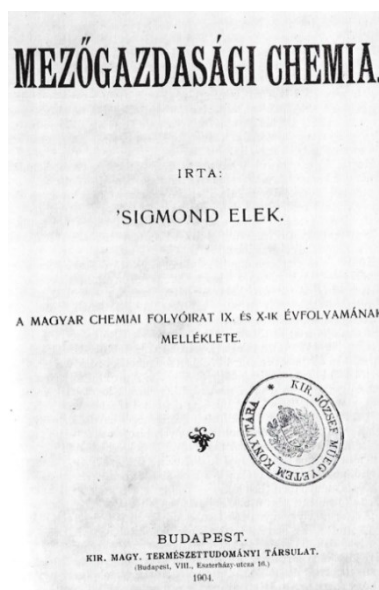 MEZŐGAZDASÁGI CHEMIA.
IRTA:
'SIGMOND ELEK.
A MAGYAR CHEMIAI FOLYÓIRAT IX. ÉS X-IK ÉVFOLYAMÁNAK
MELLÉKLETE.
* KIR. JÓZSEF MŰEGYETEM KÖNYVTÁRA
BUDAPEST.
KIR. MAGY. TERMÉSZETTUDOMÁNYI TÁRSULAT.
(Budapest, VIII., Eszterházy-utcza 16.)
1904.